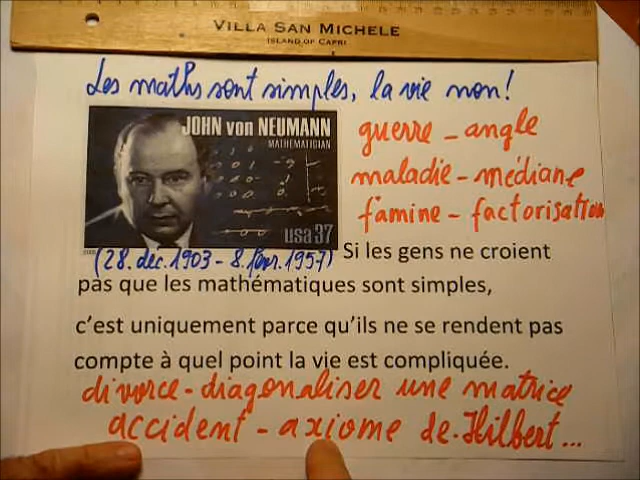 VILLA SAN MICHELE
ISLAND OF CAPRI
Les maths sont simples, la vie non!
JOHN von NEUMANN
MATHEMATICIAN
usa 37
guerre - angle
maladie - médiane
famine - factorisation
(28. déc. 1903 - 8. févr. 1957)
Si les gens ne croient
pas que les mathématiques sont simples,
c'est uniquement parce qu'ils ne se rendent pas
compte à quel point la vie est compliquée.
divorce - diagonaliser une matrice
accident - axiome de Hilbert...